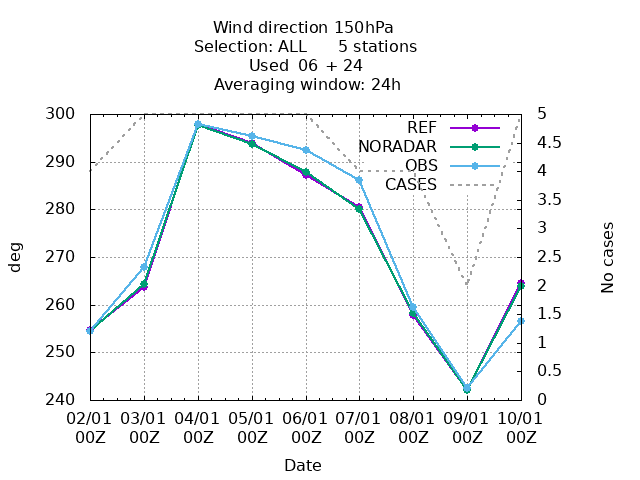 Wind direction 150hPa
Selection: ALL 5 stations
Used 06 + 24
Averaging window: 24h
300
290
280
270
260
250
240
deg
REF
NORADAR
OBS
CASES
5
4.5
4
3.5
3
2.5
2
1.5
1
0.5
0
No cases
02/01 03/01 04/01 05/01 06/01 07/01 08/01 09/01 10/01
00Z 00Z 00Z 00Z 00Z 00Z 00Z 00Z 00Z
Date